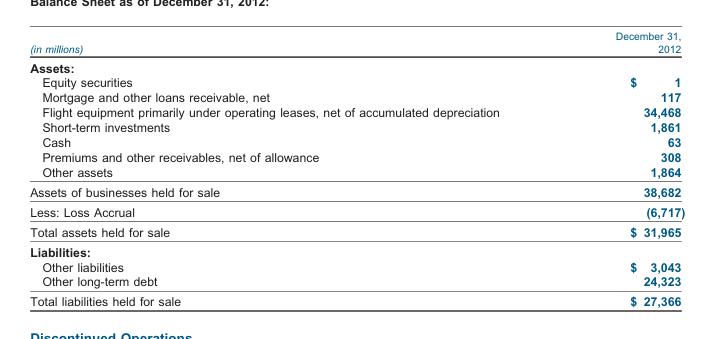 Balance Sheet as of December 31, 2012:
December 31,
(in millions) 2012
Assets:
Equity securities $ 1
Mortgage and other loans receivable, net 117
Flight equipment primarily under operating leases, net of accumulated depreciation 34,468
Short-term investments 1,861
Cash 63
Premiums and other receivables, net of allowance 308
Other assets 1,864
Assets of businesses held for sale 38,682
Less: Loss Accrual (6,717)
Total assets held for sale $ 31,965
Liabilities:
Other liabilities $ 3,043
Other long-term debt 24,323
Total liabilities held for sale $ 27,366
Discontinued Operations